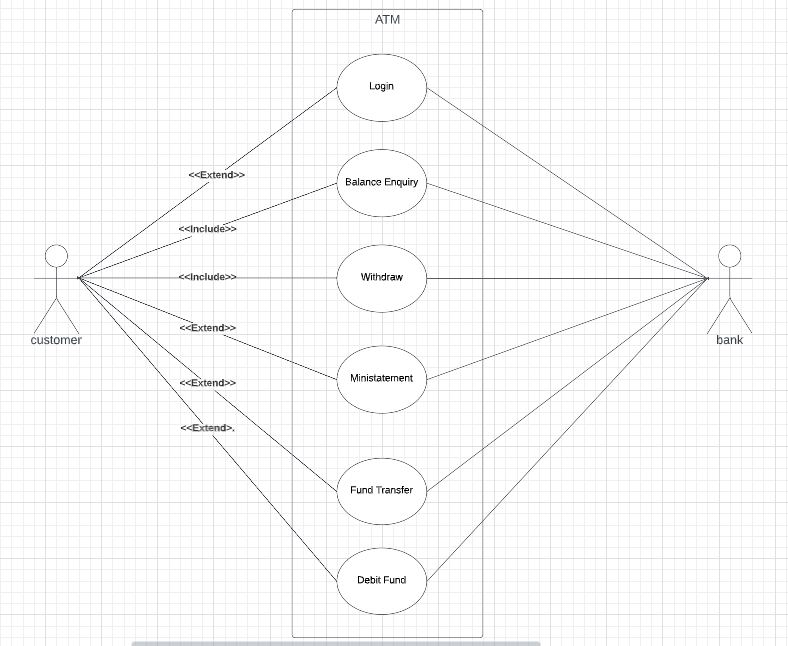 ATM
Login
<<Extend>>
Balance Enquiry
<<Include>>
Withdraw
<<Include>>
<<Extend>>
customer
bank
Ministatement
<<Extend>>
<<Extend>.
Fund Transfer
Debit Fund